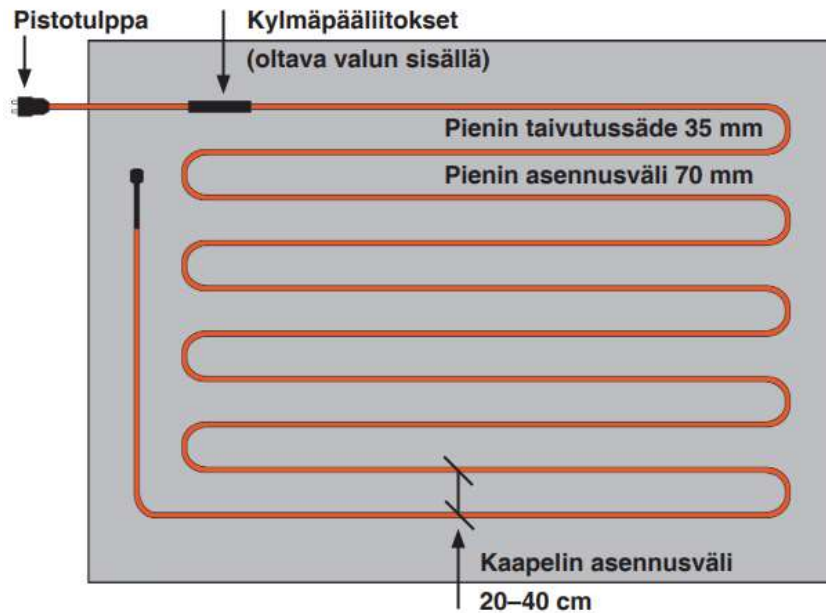 Pistotulppa
Kylmäpääliitokset
(oltava valun sisällä)
Pienin taivutussäde 35 mm
Pienin asennusväli 70 mm
Kaapelin asennusväli
20–40 cm